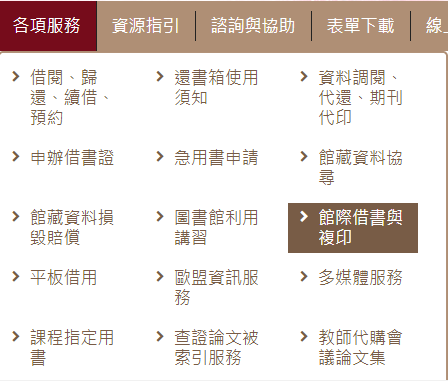 各項服務 資源指引 諮詢與協助 表單下載 線上
借閱、歸
還、續借、
預約
還書箱使用
須知
資料調閱、
代還、期刊
代印
申辦借書證
急用書申請
館藏資料協
尋
館藏資料損
毀賠償
圖書館利用
講習
館際借書與
複印
平板借用
歐盟資訊服
務
多媒體服務
課程指定用
書
查證論文被
索引服務
教師代購會
議論文集